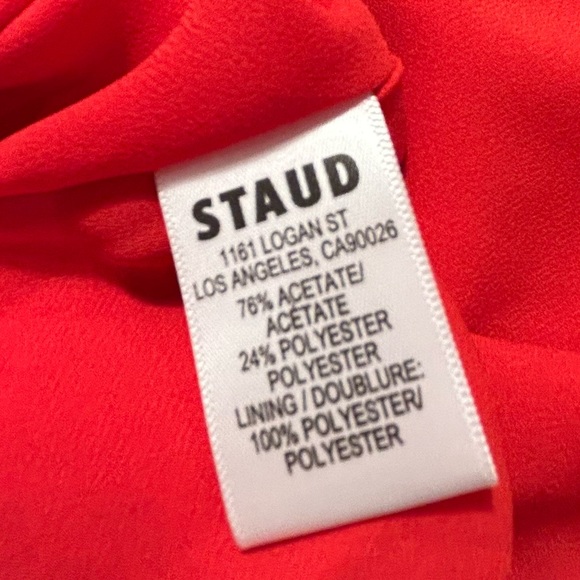 STAUD
1161 LOGAN ST
LOS ANGELES, CA90026
76% ACETATE/
ACÉTATE
24% POLYESTER
POLYESTER
LINING / DOUBLURE:
100% POLYESTER/
POLYESTER